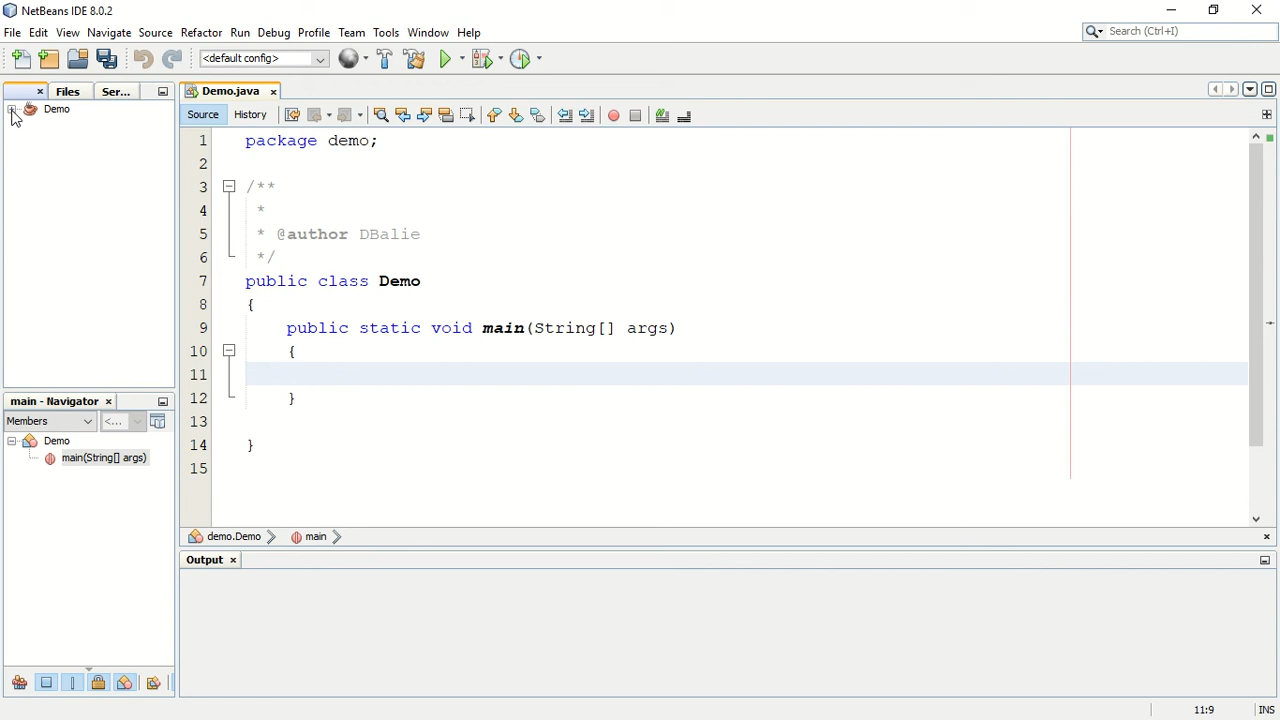 NetBeans IDE 8.0.2
File Edit View Navigate Source Refactor Run Debug Profile Team Tools Window Help
Search (Ctrl+I)
<default config>
Files Ser...
Demo
Demo.java
Source History
1 package demo;
2
3 /**
4 *
5 * @author DBalie
6 */
7 public class Demo
8 {
9 public static void main(String[] args)
10 {
11
12 }
13
14 }
15
demo.Demo main
main - Navigator
Members <...
Demo
main(String[] args)
Output
11:9 INS